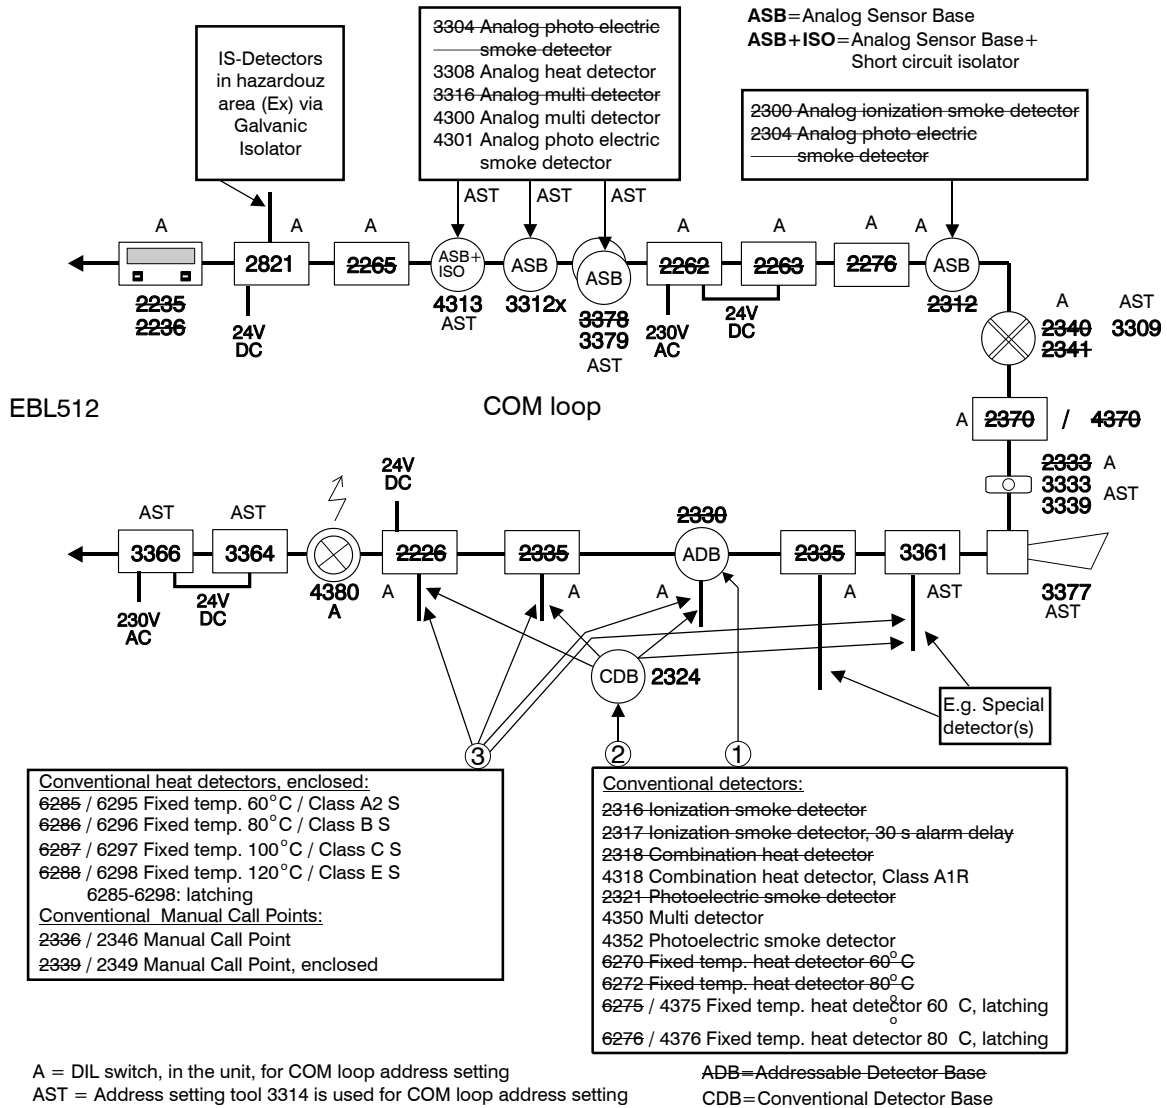 ASB=Analog Sensor Base
ASB+ISO=Analog Sensor Base+
Short circuit isolator
IS-Detectors
in hazardouz
area (Ex) via
Galvanic
Isolator
3304 Analog photo electric
smoke detector
3308 Analog heat detector
3316 Analog multi detector
4300 Analog multi detector
4301 Analog photo electric
smoke detector
2300 Analog ionization smoke detector
2304 Analog photo electric
smoke detector
AST AST AST
A A A A A A A
2821 2265 ASB+
ISO ASB ASB 2262 2263 2276 ASB
2235
2236
24V
DC
4313
AST
3312x
3378
3379
AST
230V
AC
24V
DC
2312
A AST
2340 3309
2341
EBL512 COM loop
A 2370 / 4370
2333 A
3333
3339 AST
24V
DC
2330
AST AST
3366 3364 2226 2335 ADB 2335 3361
4380
A
A A A A AST
3377
AST
230V
AC
24V
DC
CDB 2324
E.g. Special
detector(s)
3 2 1
Conventional heat detectors, enclosed:
6285 / 6295 Fixed temp. 60°C / Class A2 S
6286 / 6296 Fixed temp. 80°C / Class B S
6287 / 6297 Fixed temp. 100°C / Class C S
6288 / 6298 Fixed temp. 120°C / Class E S
6285-6298: latching
Conventional Manual Call Points:
2336 / 2346 Manual Call Point
2339 / 2349 Manual Call Point, enclosed
Conventional detectors:
2316 Ionization smoke detector
2317 Ionization smoke detector, 30 s alarm delay
2318 Combination heat detector
4318 Combination heat detector, Class A1R
2321 Photoelectric smoke detector
4350 Multi detector
4352 Photoelectric smoke detector
6270 Fixed temp. heat detector 60°C
6272 Fixed temp. heat detector 80°C
6275 / 4375 Fixed temp. heat detector 60 °C, latching
6276 / 4376 Fixed temp. heat detector 80 °C, latching
A = DIL switch, in the unit, for COM loop address setting
AST = Address setting tool 3314 is used for COM loop address setting
ADB=Addressable Detector Base
CDB=Conventional Detector Base